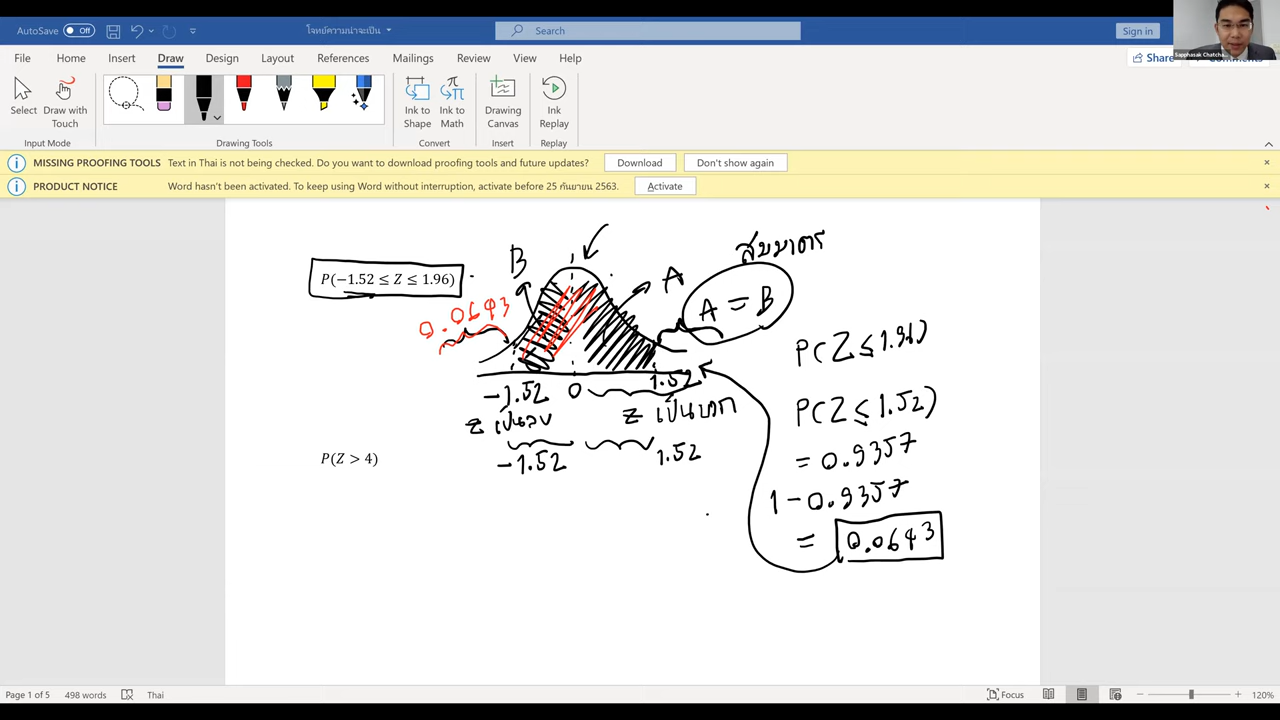 AutoSave Off
โจทย์ความน่าจะเป็น
Search
Sign in
Sapphasak Chatcha...
File Home Insert Draw Design Layout References Mailings Review View Help
Share
Comments
Select
Draw with Touch
Ink to Shape
Ink to Math
Drawing Canvas
Ink Replay
Input Mode
Drawing Tools
Convert
Insert
Replay
MISSING PROOFING TOOLS Text in Thai is not being checked. Do you want to download proofing tools and future updates? Download Don't show again
PRODUCT NOTICE Word hasn't been activated. To keep using Word without interruption, activate before 25 กันยายน 2563. Activate
P(−1.52 ≤ Z ≤ 1.96)
B
A
สมมาตร
A = B
0.0643
-1.52 0 1.52
Z เป็นลบ Z เป็นบวก
-1.52 1.52
P(Z ≤ 1.96)
P(Z ≤ 1.52)
= 0.9357
1 - 0.9357
= 0.0643
P(Z > 4)
Page 1 of 5 498 words Thai
Focus
120%